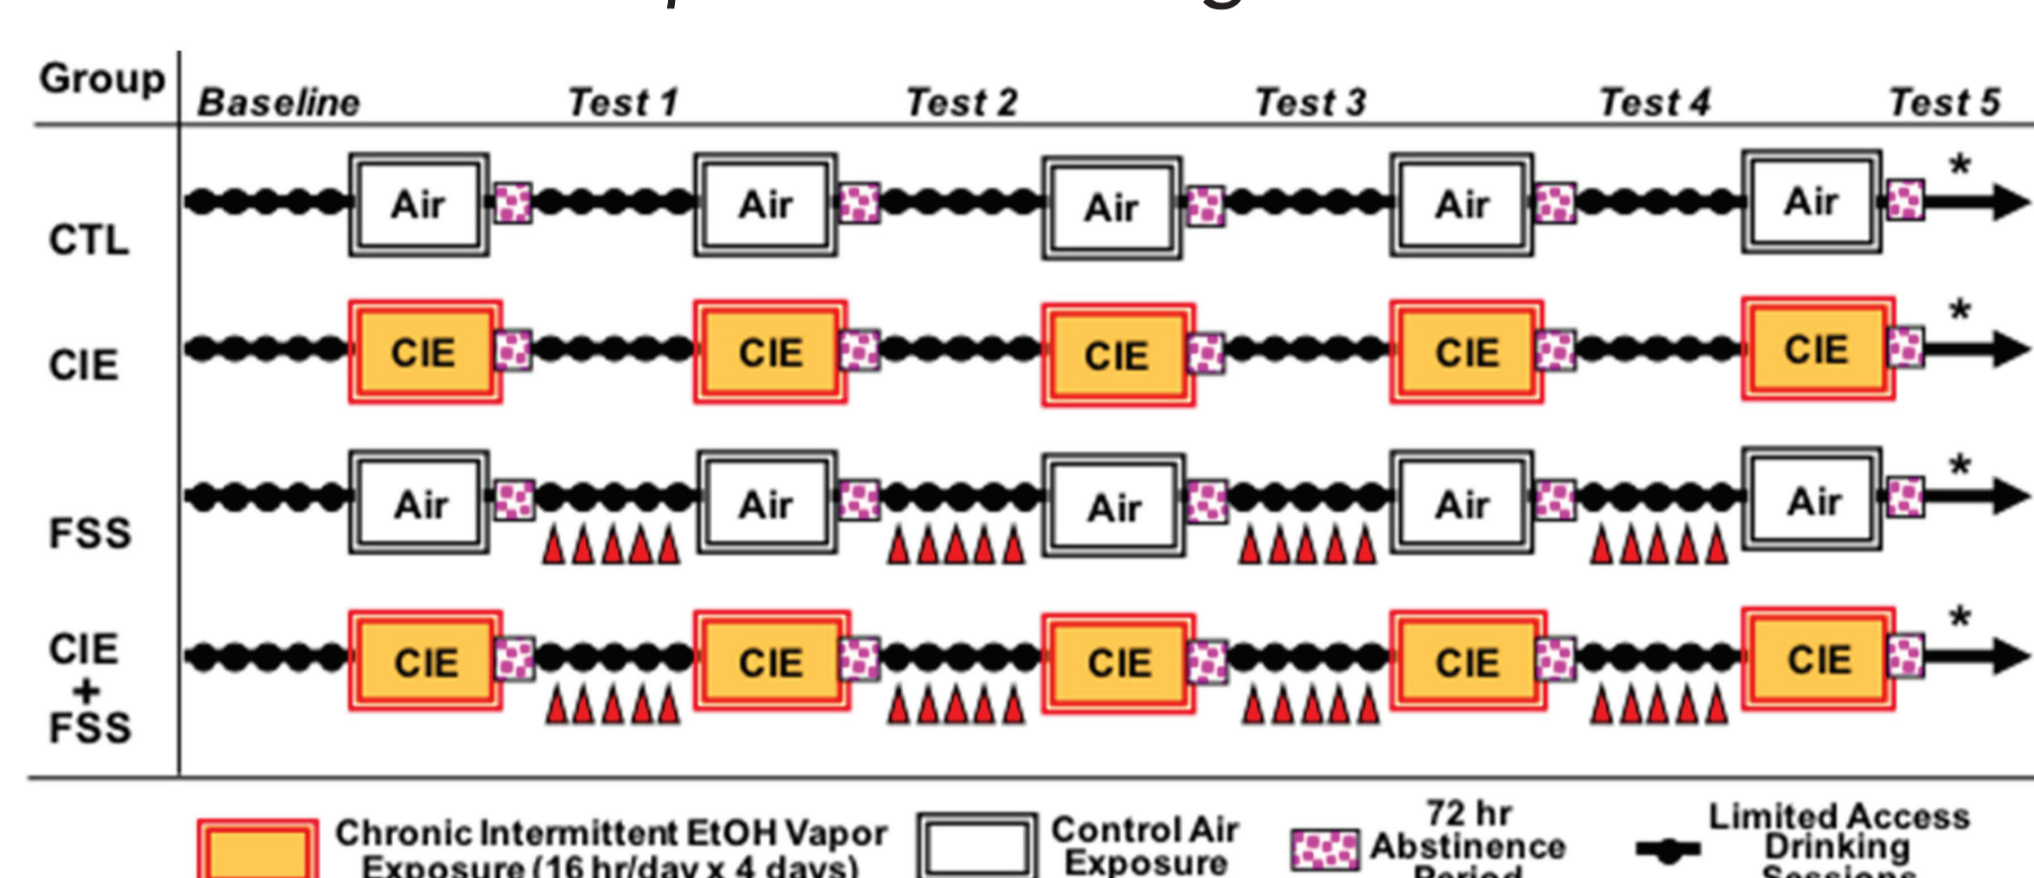 Group
Baseline Test 1 Test 2 Test 3 Test 4 Test 5
CTL
Air Air Air Air Air *
CIE
CIE CIE CIE CIE CIE *
FSS
Air Air Air Air Air *
CIE
+
FSS
CIE CIE CIE CIE CIE *
Chronic Intermittent EtOH Vapor
Exposure (16 hr/day x 4 days)
Control Air
Exposure
72 hr
Abstinence
Period
Limited Access
Drinking
Sessions